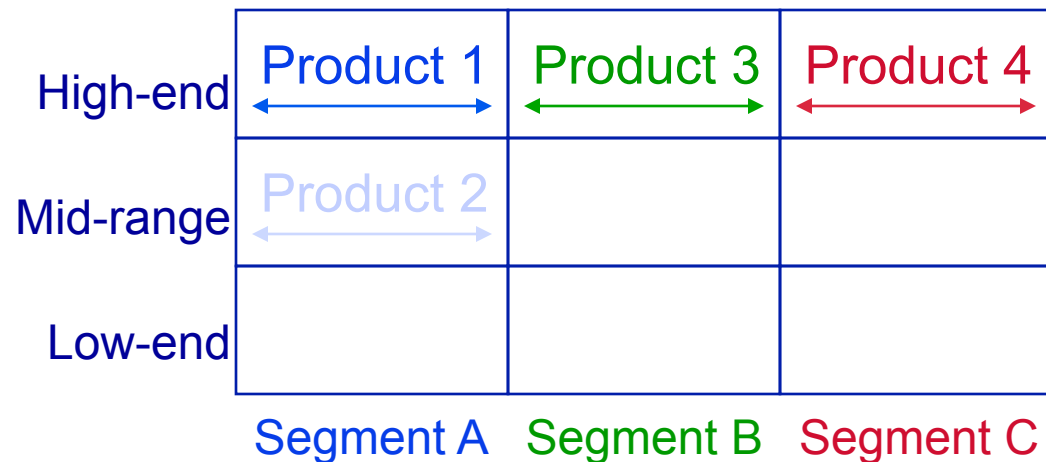 High-end Product 1 Product 3 Product 4
Mid-range Product 2
Low-end
Segment A Segment B Segment C